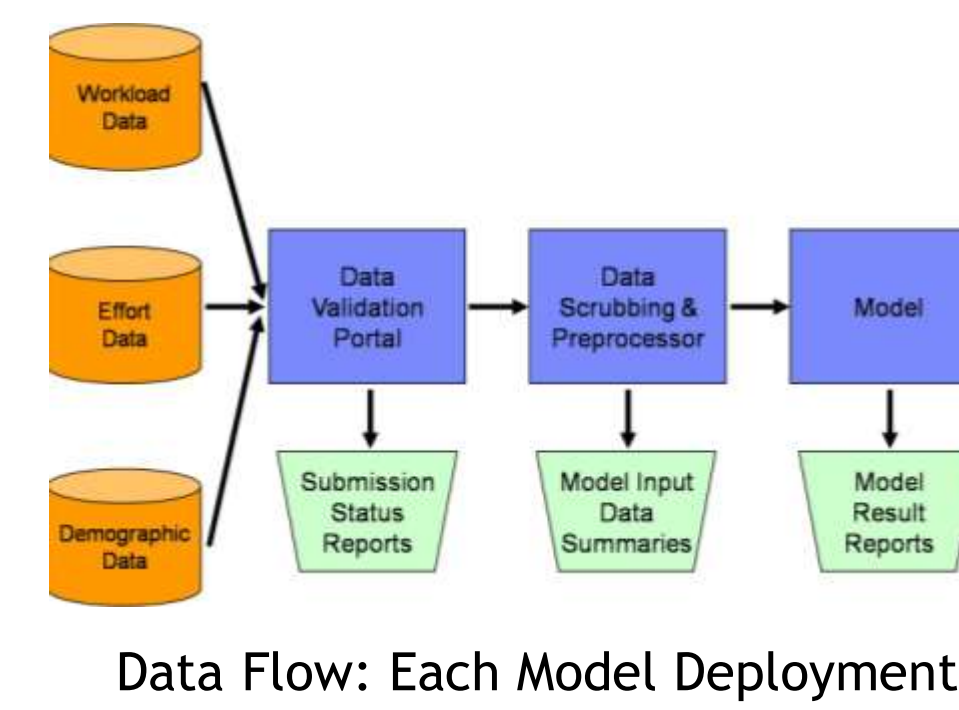 Workload
Data
Effort
Data
Demographic
Data
Data
Validation
Portal
Data
Scrubbing &
Preprocessor
Model
Submission
Status
Reports
Model Input
Data
Summaries
Model
Result
Reports
Data Flow: Each Model Deployment